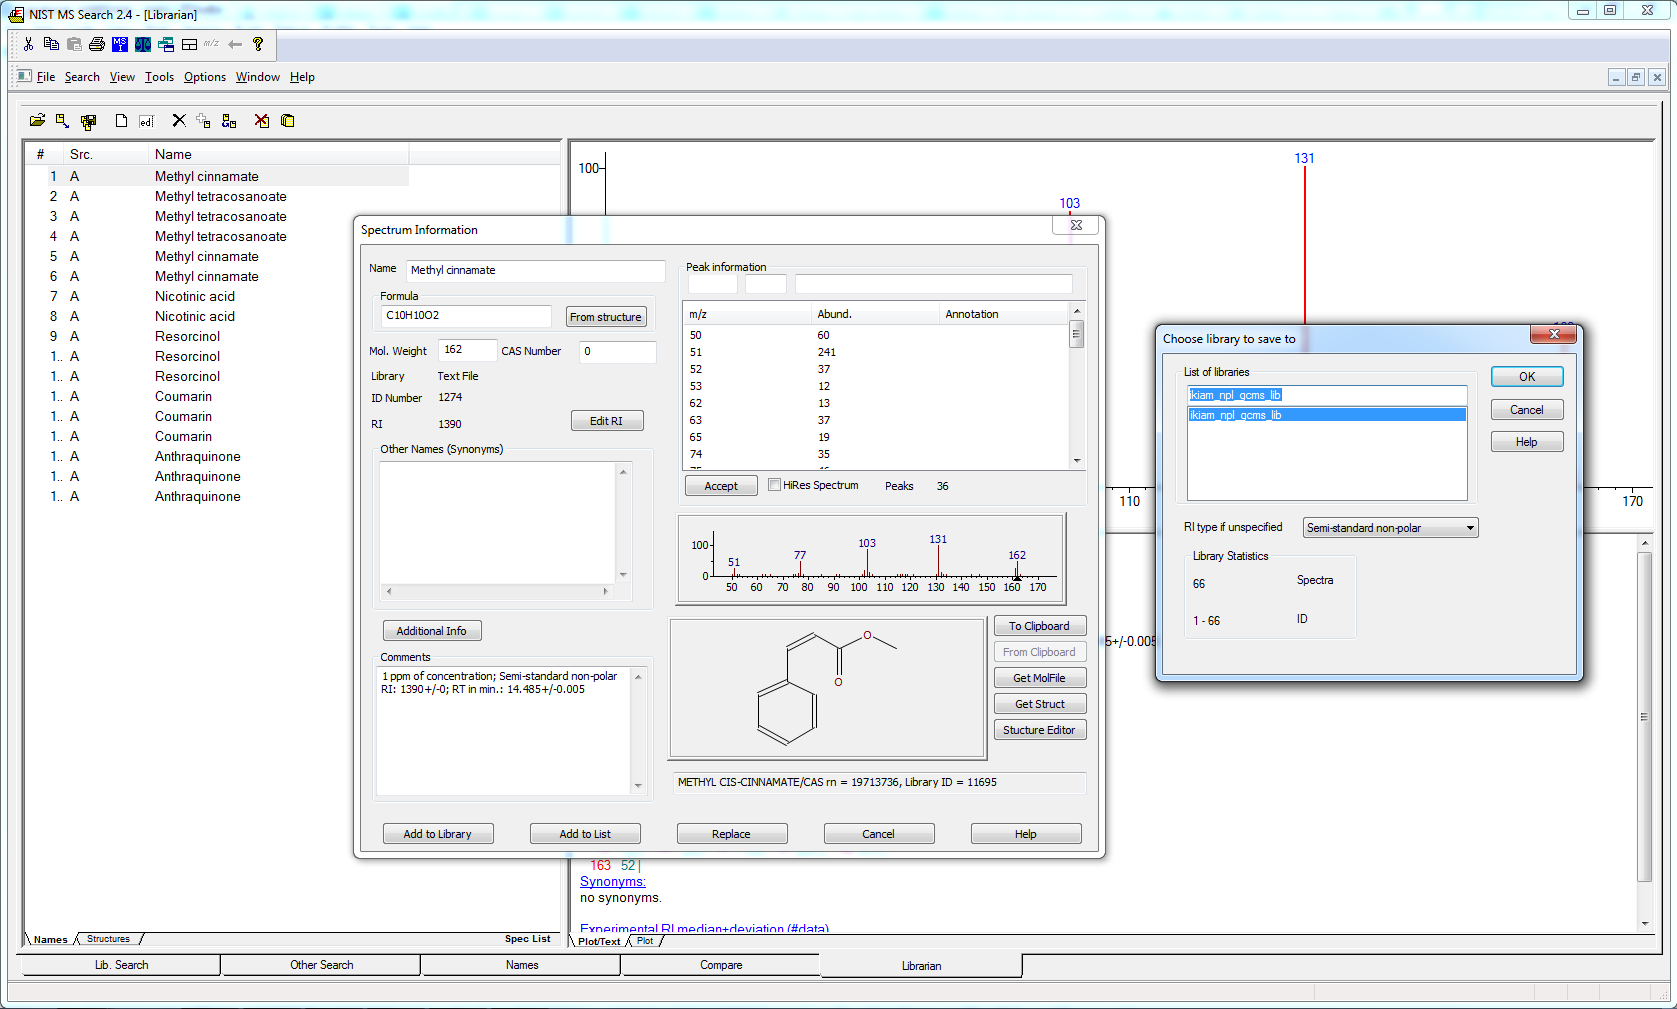 NIST MS Search 2.4 - [Librarian]
File Search View Tools Options Window Help
# Src. Name
1 A Methyl cinnamate
2 A Methyl tetracosanoate
3 A Methyl tetracosanoate
4 A Methyl tetracosanoate
5 A Methyl cinnamate
6 A Methyl cinnamate
7 A Nicotinic acid
8 A Nicotinic acid
9 A Resorcinol
1.. A Resorcinol
1.. A Resorcinol
1.. A Coumarin
1.. A Coumarin
1.. A Coumarin
1.. A Anthraquinone
1.. A Anthraquinone
1.. A Anthraquinone
Names Structures Spec List
100
131
103
110
170
5+/-0.005
163 52|
Synonyms:
no synonyms.
Experimental RI median±deviation (#data)
Plot/Text Plot
Spectrum Information
Name Methyl cinnamate
Formula
C10H10O2 From structure
Mol. Weight 162 CAS Number 0
Library Text File
ID Number 1274
RI 1390 Edit RI
Other Names (Synonyms)
Additional Info
Comments
1 ppm of concentration; Semi-standard non-polar
RI: 1390+/-0; RT in min.: 14.485+/-0.005
Peak information
m/z Abund. Annotation
50 60
51 241
52 37
53 12
62 13
63 37
65 19
74 35
Accept HiRes Spectrum Peaks 36
100
0
51 77 103 131 162
50 60 70 80 90 100 110 120 130 140 150 160 170
O
O
To Clipboard
From Clipboard
Get MolFile
Get Struct
Stucture Editor
METHYL CIS-CINNAMATE/CAS rn = 19713736, Library ID = 11695
Add to Library Add to List Replace Cancel Help
Choose library to save to
List of libraries
ikiam_npl_gcms_lib
ikiam_npl_gcms_lib
OK
Cancel
Help
RI type if unspecified Semi-standard non-polar
Library Statistics
66 Spectra
1 - 66 ID
Lib. Search Other Search Names Compare Librarian